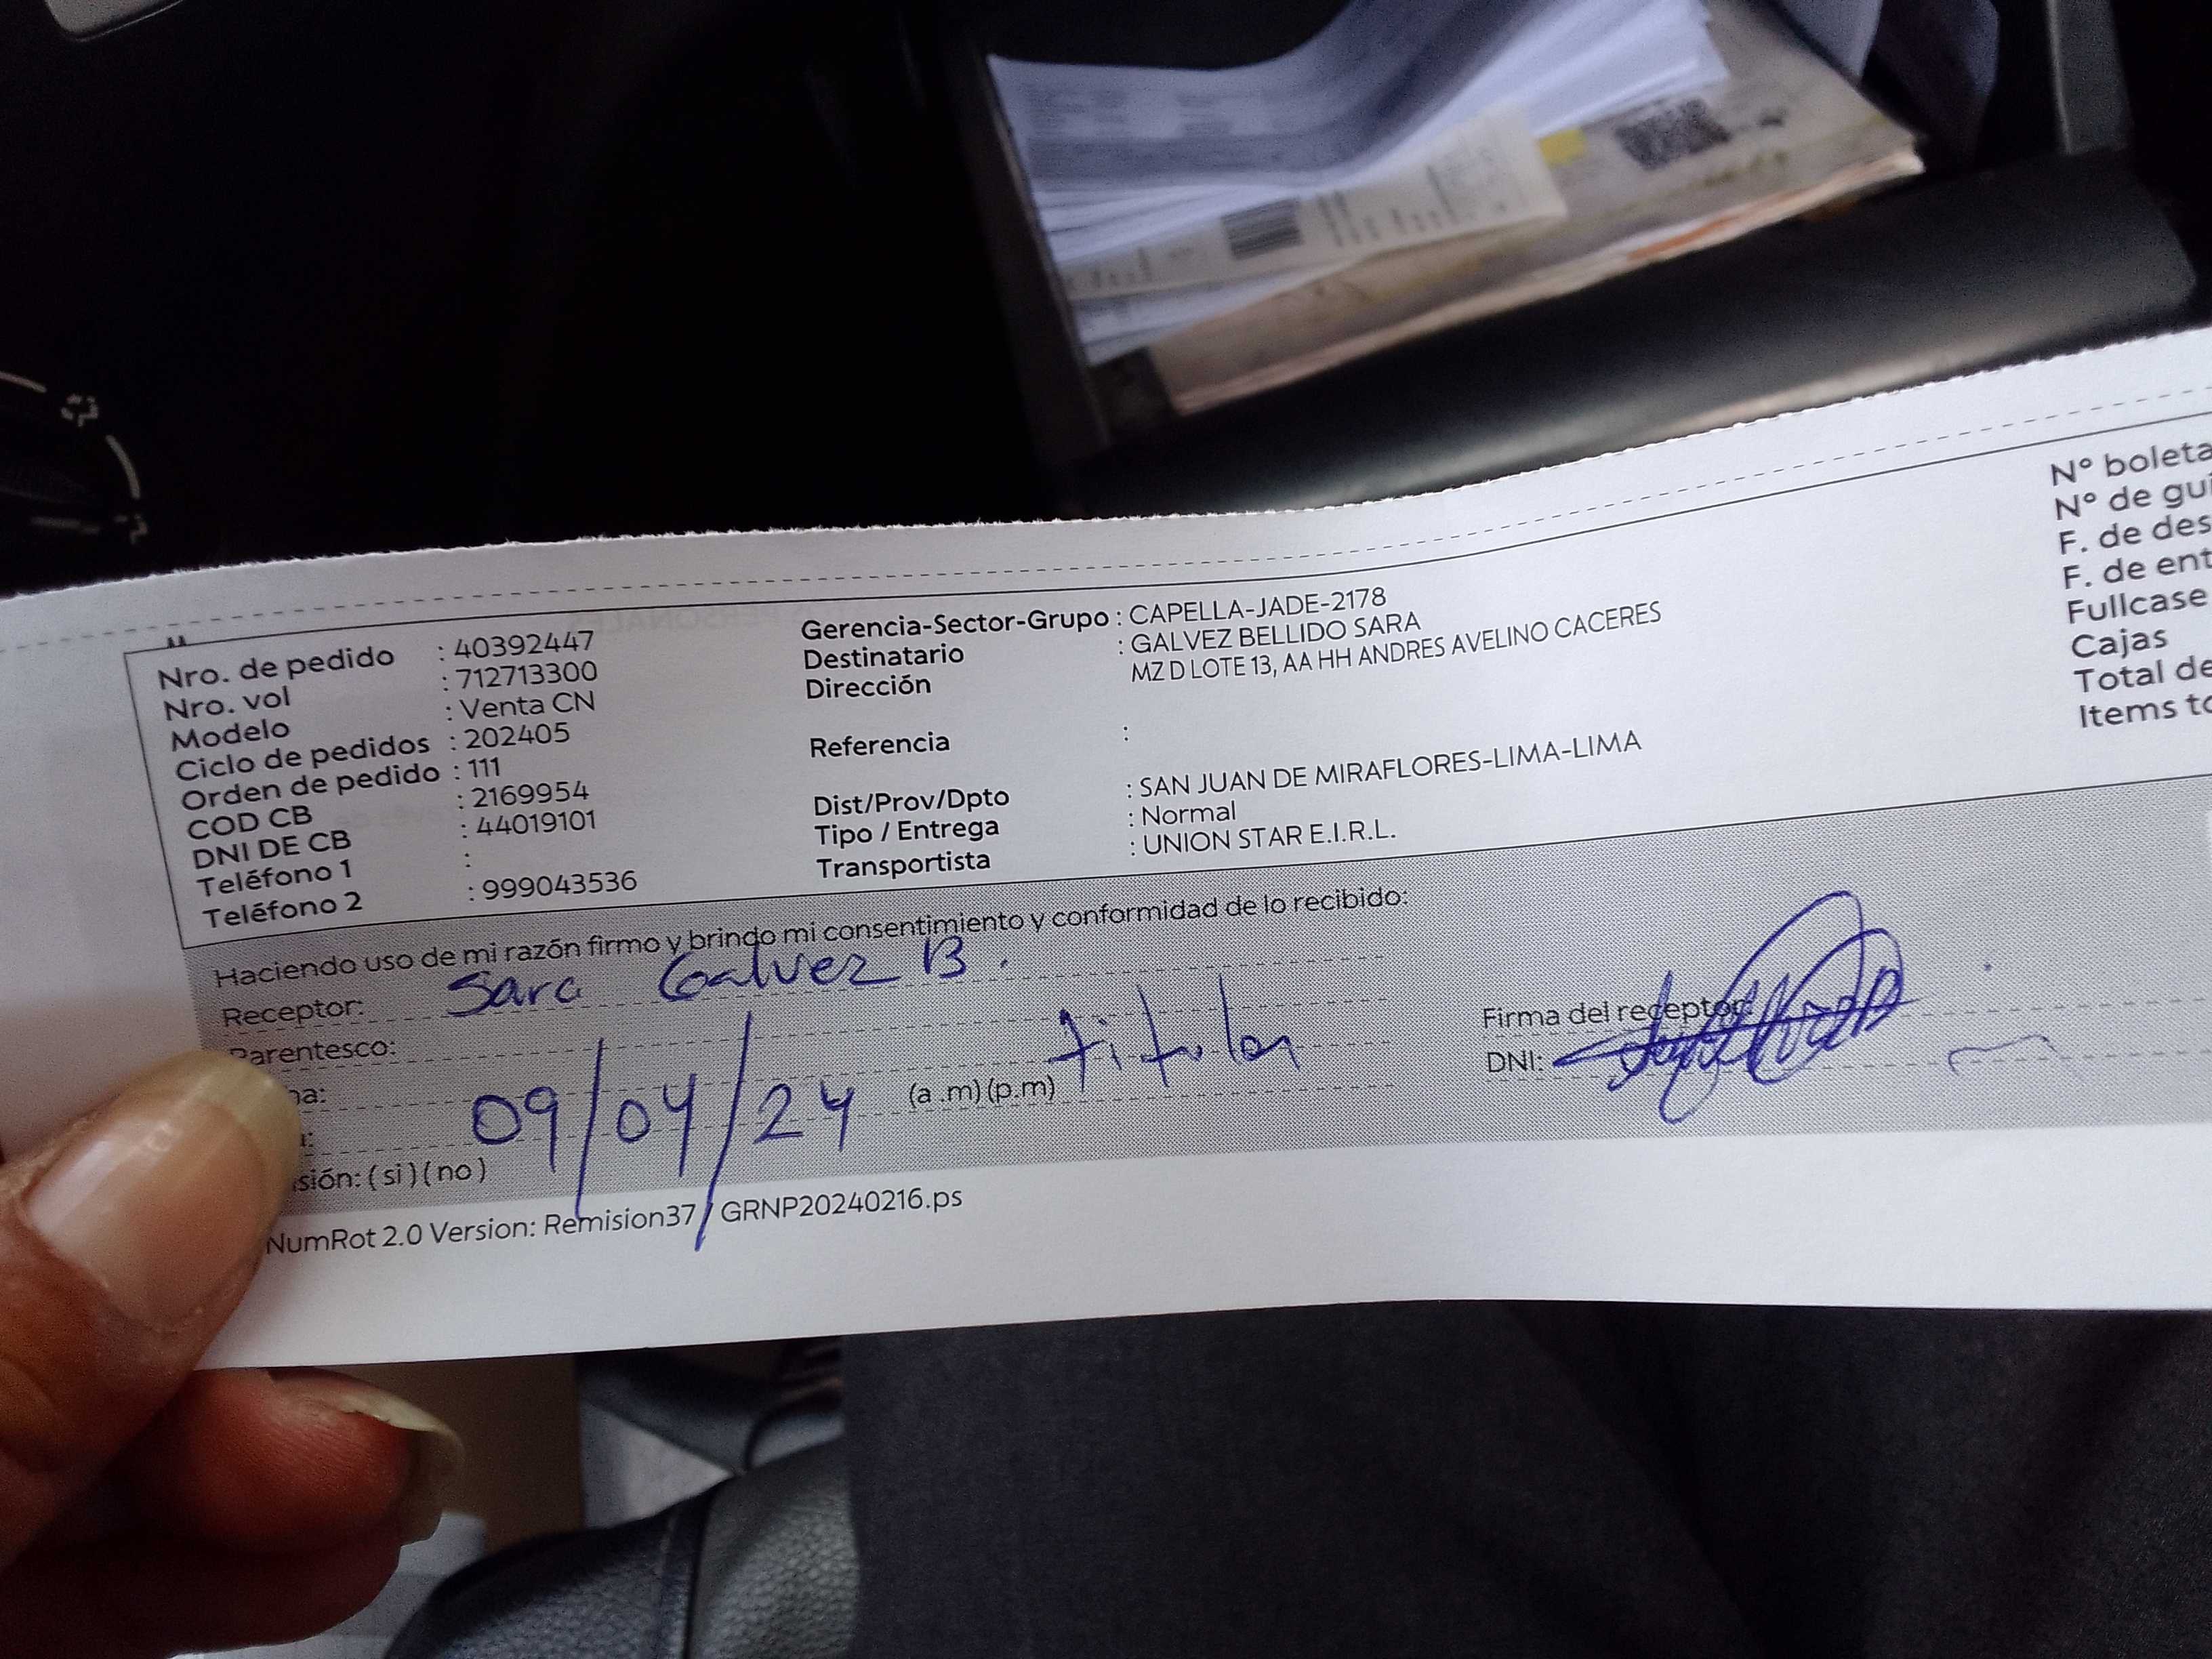 Nro. de pedido : 40392447
Nro. vol : 712713300
Modelo : Venta CN
Ciclo de pedidos : 202405
Orden de pedido : 111
COD CB : 2169954
DNI DE CB : 44019101
Teléfono 1 :
Teléfono 2 : 999043536
Gerencia-Sector-Grupo : CAPELLA-JADE-2178
Destinatario : GALVEZ BELLIDO SARA
Dirección MZ D LOTE 13, AA HH ANDRES AVELINO CACERES
Referencia :
Dist/Prov/Dpto : SAN JUAN DE MIRAFLORES-LIMA-LIMA
Tipo / Entrega : Normal
Transportista : UNION STAR E.I.R.L.
N° boleta
N° de gui
F. de des
F. de ent
Fullcase
Cajas
Total de
Items to
Haciendo uso de mi razón firmo y brindo mi consentimiento y conformidad de lo recibido:
Receptor: Sara Galvez B.
Parentesco: titular
09/04/24 (a.m)(p.m)
sión: (si)(no)
Firma del receptor:
DNI:
NumRot 2.0 Version: Remision37 / GRNP20240216.ps